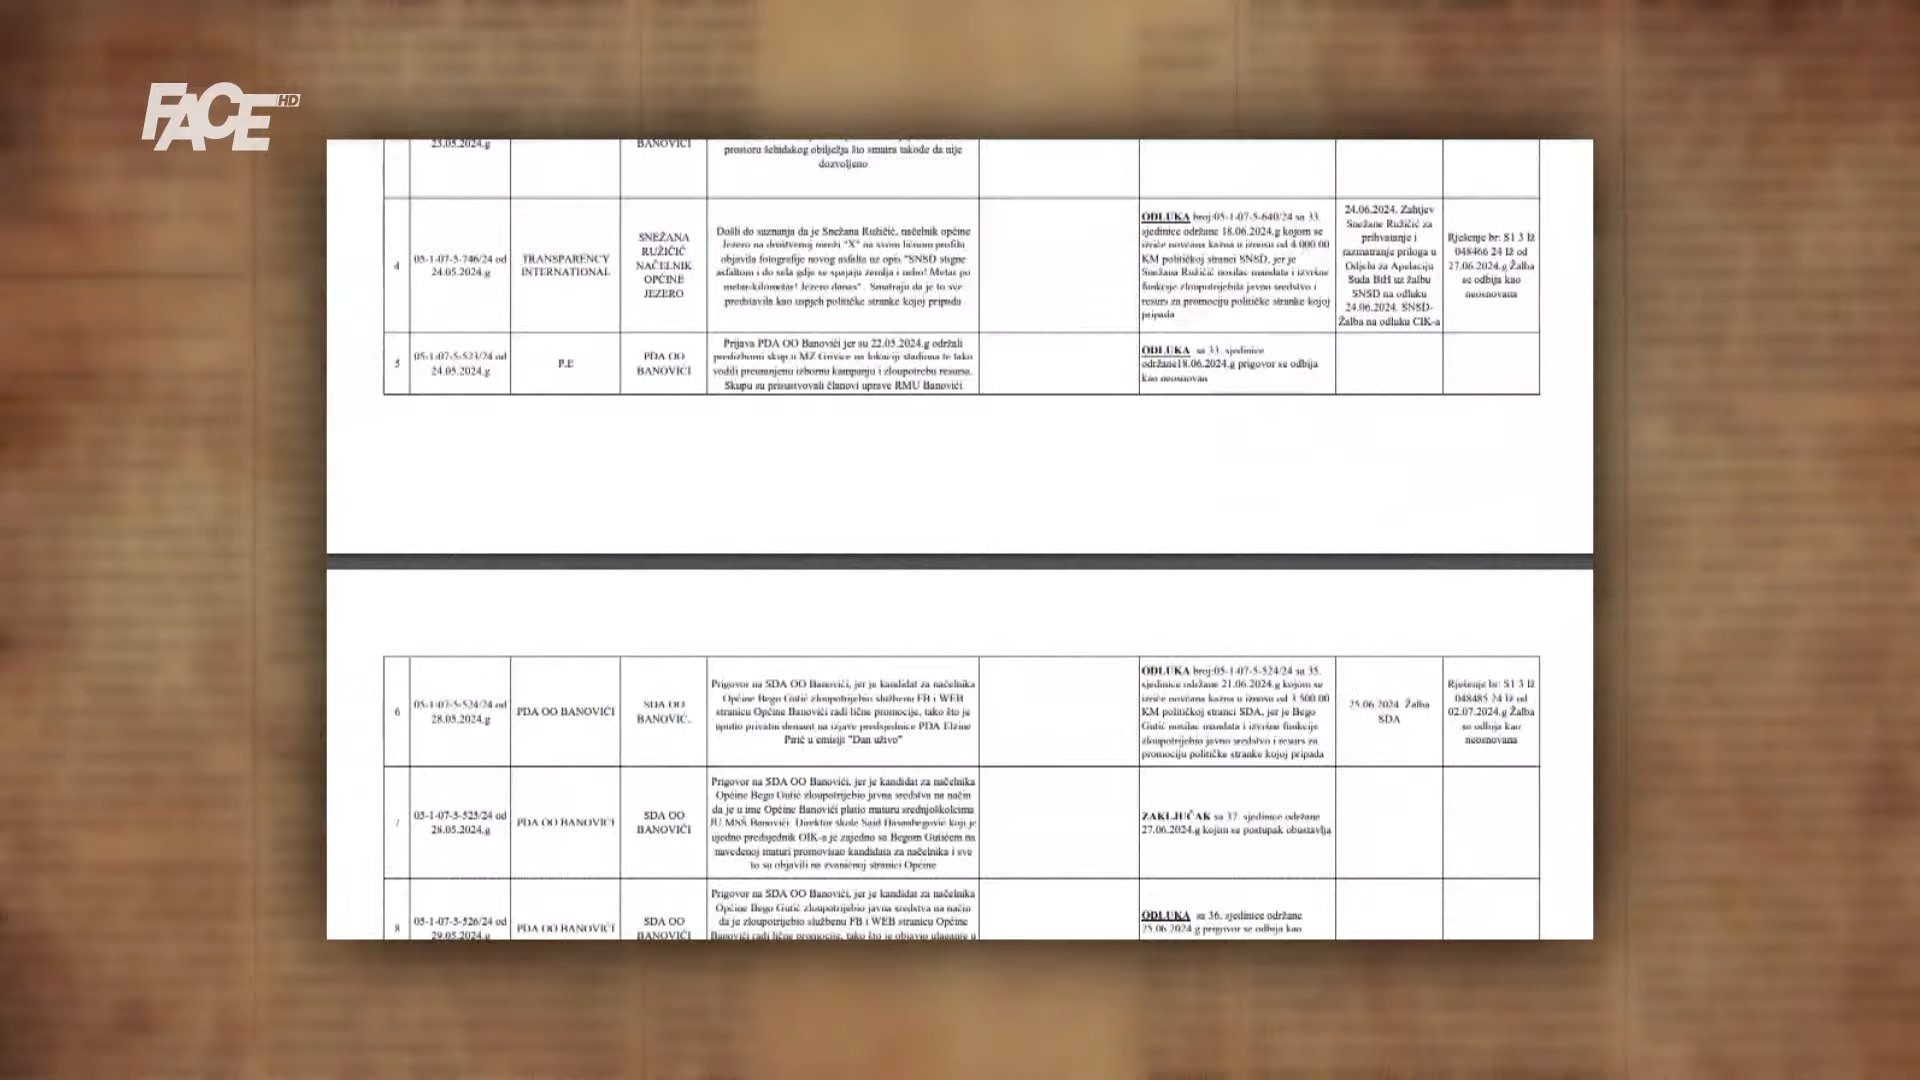 FACE HD
23.05.2024.g
BANOVIĆI
prostoru šehidskog obilježja što smatra takođe da nije
dozvoljeno
4
05-1-07-5-746/24 od
24.05.2024.g
TRANSPARENCY
INTERNATIONAL
SNEŽANA
RUŽIČIĆ
NAČELNIK
OPĆINE
JEZERO
Došli do saznanja da je Snežana Ružičić, načelnik općine
Jezero na društvenoj mreži "X" na svom ličnom profilu
objavila fotografije novog asfalta uz opis "SNSD stigne
asfaltom i do sela gdje se spajaju zemlja i nebo! Metar po
metar-kilometar! Jezero danas" . Smatraju da je to sve
predstavila kao uspjeh političke stranke kojoj pripada
ODLUKA broj:05-1-07-5-640/24 sa 33.
sjednice održane 18.06.2024.g kojom se
izriče novčana kazna u iznosu od 4.000.00
KM političkoj stranci SNSD, jer je
Snežana Ružičić nosilac mandata i izvršne
funkcije zloupotrijebila javno sredstvo i
resurs za promociju političke stranke kojoj
pripada
24.06.2024. Zahtjev
Snežane Ružičić za
prihvatanje i
razmatranje priloga u
Odjelu za Apelaciju
Suda BiH uz žalbu
SNSD na odluku
24.06.2024. SNSD-
Žalba na odluku CIK-a
Rješenje br: S1 3 Iž
048466 24 Iž od
27.06.2024.g Žalba
se odbija kao
neosnovana
5
05-1-07-5-523/24 od
24.05.2024.g
P.E
PDA OO
BANOVIĆI
Prijava PDA OO Banovići jer su 22.05.2024.g održali
predizborni skup u MZ Grivice na lokaciji stadiona te tako
vodili preuranjenu izbornu kampanju i zloupotrebu resursa.
Skupu su prisustvovali članovi uprave RMU Banovići
ODLUKA sa 33. sjednice
održane18.06.2024.g prigovor se odbija
kao neosnovan
6
05-1-07-5-524/24 od
28.05.2024.g
PDA OO BANOVIĆI
SDA OO
BANOVIĆ.
Prigovor na SDA OO Banovići, jer je kandidat za načelnika
Općine Bego Gutić zloupotrijebio službenu FB i WEB
stranicu Općine Banovići radi lične promocije, tako što je
uputio privatni demant na izjave predsjednice PDA Elzine
Pirić u emisiji "Dan uživo"
ODLUKA broj:05-1-07-5-524/24 sa 35.
sjednice održane 21.06.2024.g kojom se
izriče novčana kazna u iznosu od 3.500.00
KM političkoj stranci SDA, jer je Bego
Gutić nosilac mandata i izvršne funkcije
zloupotrijebio javno sredstvo i resurs za
promociju političke stranke kojoj pripada
25.06.2024 Žalba
SDA
Rješenje br: S1 3 Iž
048485 24 Iž od
02.07.2024.g Žalba
se odbija kao
neosnovana
7
05-1-07-5-525/24 od
28.05.2024.g
PDA OO BANOVIĆI
SDA OO
BANOVIĆI
Prigovor na SDA OO Banovići, jer je kandidat za načelnika
Općine Bego Gutić zloupotrijebio javna sredstva na način
da je u ime Općine Banovići platio maturu srednjoškolcima
JU MSŠ Banovići. Direktor škole Said Hasanbegović koji je
ujedno predsjednik OIK-a je zajedno sa Begom Gutićem na
navedenoj maturi promovisao kandidata za načelnika i sve
to su objavili na zvaničnoj stranici Općine
ZAKLJUČAK sa 37. sjednice održane
27.06.2024.g kojim se postupak obustavlja
8
05-1-07-5-526/24 od
29.05.2024.g
PDA OO BANOVIĆI
SDA OO
BANOVIĆI
Prigovor na SDA OO Banovići, jer je kandidat za načelnika
Općine Bego Gutić zloupotrijebio javna sredstva na način
da je zloupotrijebio službenu FB i WEB stranicu Općine
Banovići radi lične promocije, tako što je objavio ulaganje u
ODLUKA sa 36. sjednice održane
25.06.2024.g prigovor se odbija kao